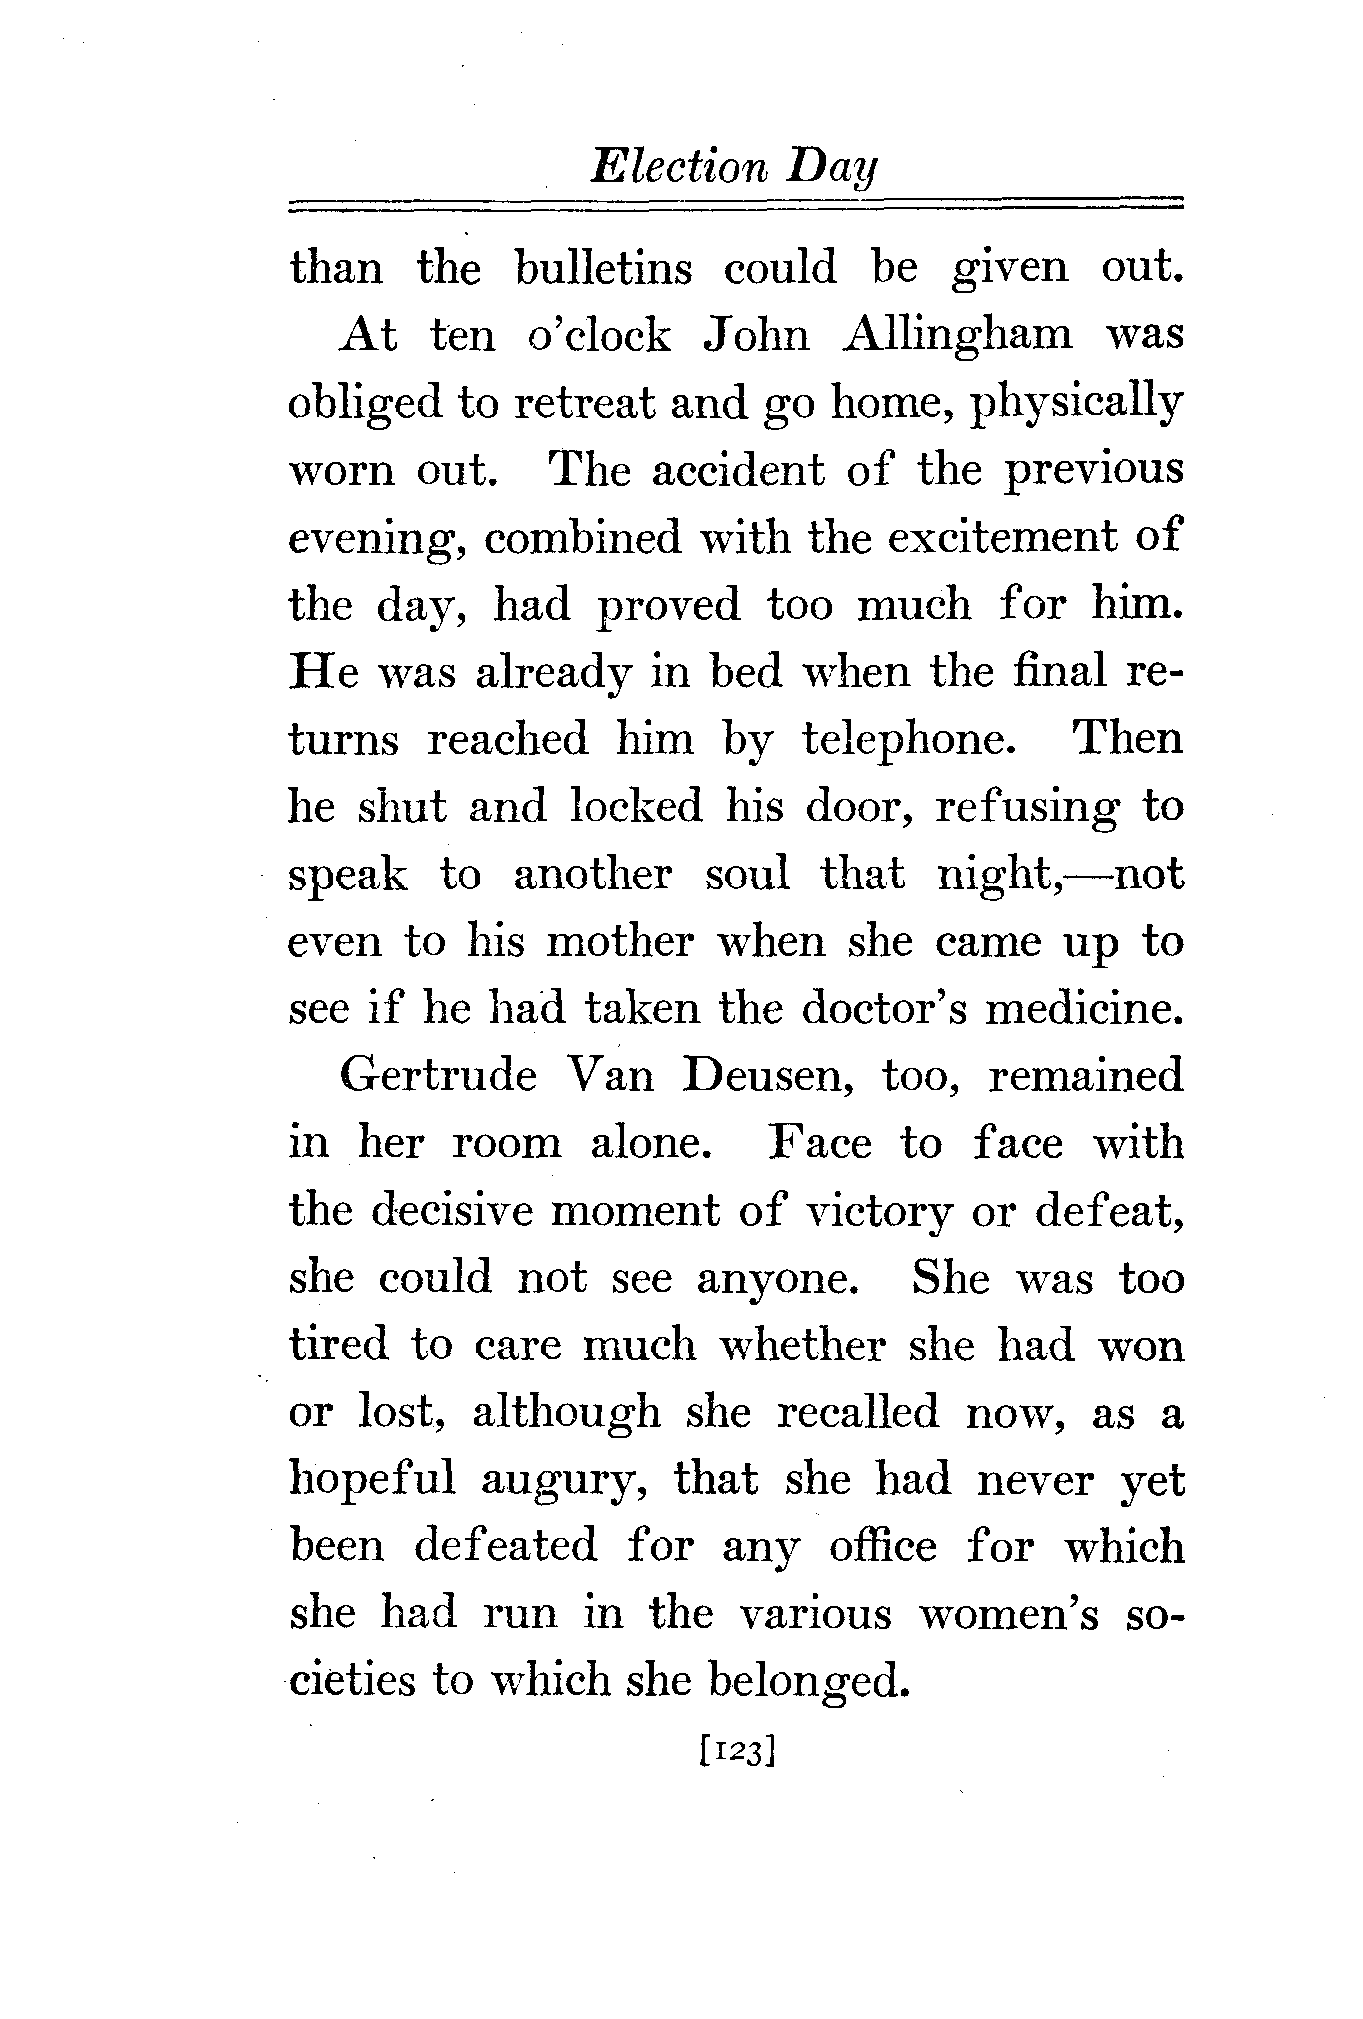 Election Day
than the bulletins could be given out.
At ten o'clock John Allingham was
obliged to retreat and go home, physically
worn out. The accident of the previous
evening, combined with the excitement of
the day, had proved too much for him.
He was already in bed when the final re-
turns reached him by telephone. Then
he shut and locked his door, refusing to
speak to another soul that night,—not
even to his mother when she came up to
see if he had taken the doctor's medicine.
Gertrude Van Deusen, too, remained
in her room alone. Face to face with
the decisive moment of victory or defeat,
she could not see anyone. She was too
tired to care much whether she had won
or lost, although she recalled now, as a
hopeful augury, that she had never yet
been defeated for any office for which
she had run in the various women's so-
cieties to which she belonged.
[123]